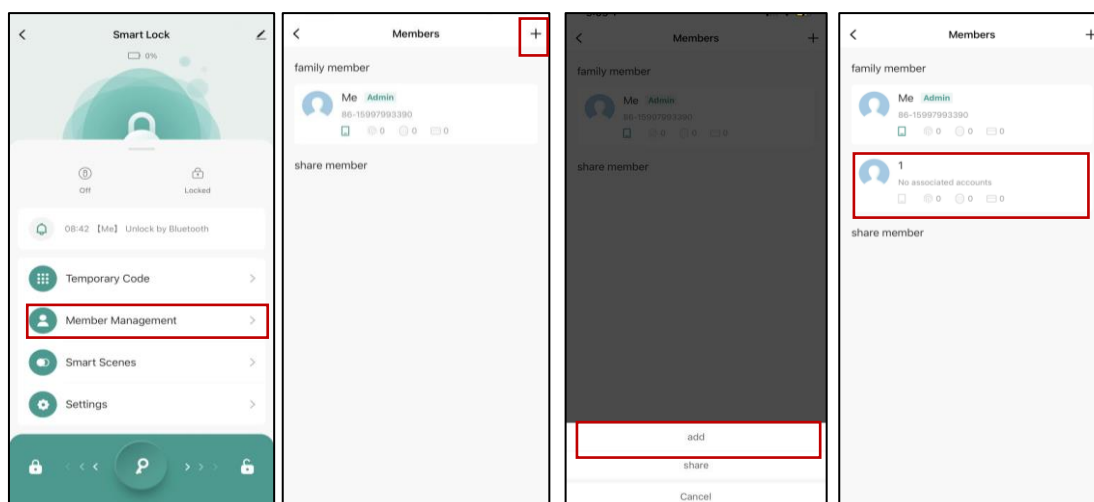 Smart Lock
0%
Off
Locked
08:42 【Me】 Unlock by Bluetooth
Temporary Code
Member Management
Smart Scenes
Settings
Members
family member
Me Admin
86-15997993390
0 0 0
share member
Members
family member
Me Admin
86-15997993390
0 0 0
share member
add
share
Cancel
Members
family member
Me Admin
86-15997993390
0 0 0
1
No associated accounts
0 0 0
share member